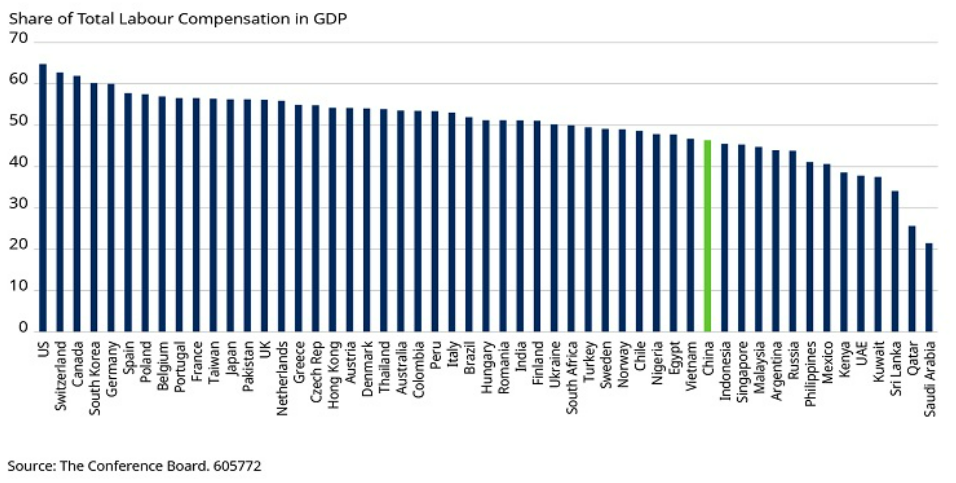 Share of Total Labour Compensation in GDP
70
60
50
40
30
20
10
0
US
Switzerland
Canada
South Korea
Germany
Spain
Poland
Belgium
Portugal
France
Taiwan
Japan
Pakistan
UK
Netherlands
Greece
Czech Rep
Hong Kong
Austria
Denmark
Thailand
Australia
Colombia
Peru
Italy
Brazil
Hungary
Romania
India
Finland
Ukraine
South Africa
Turkey
Sweden
Norway
Chile
Nigeria
Egypt
Vietnam
China
Indonesia
Singapore
Malaysia
Argentina
Russia
Philippines
Mexico
Kenya
UAE
Kuwait
Sri Lanka
Qatar
Saudi Arabia
Source: The Conference Board. 605772